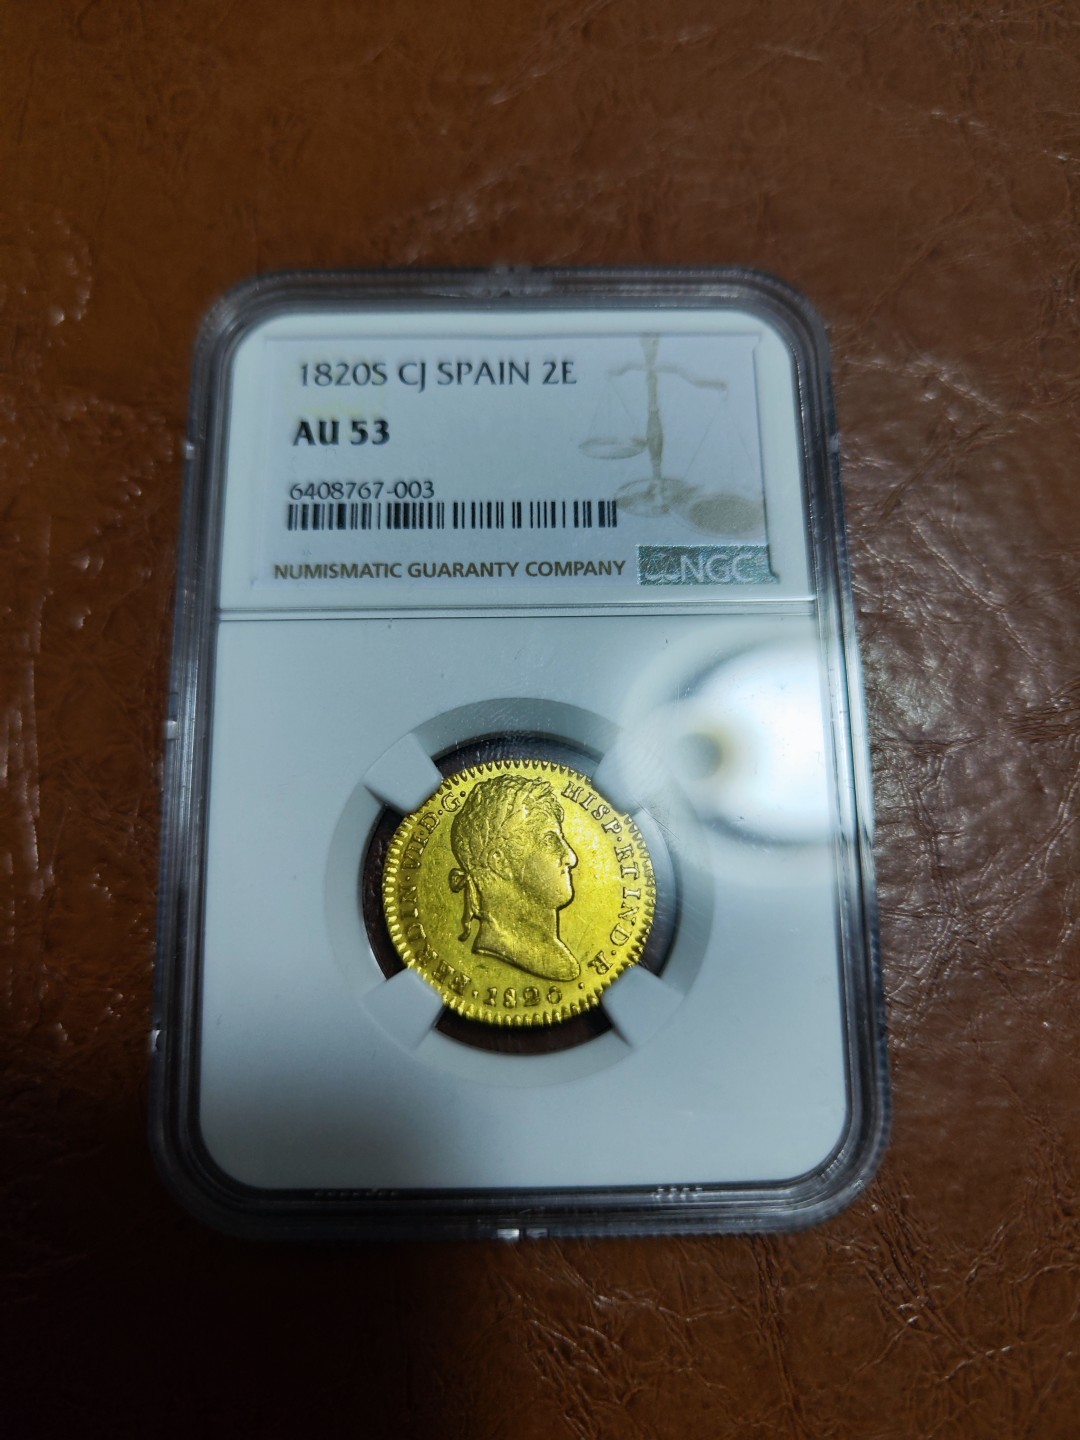 1820S CJ SPAIN 2E
AU 53
6408767-003
NUMISMATIC GUARANTY COMPANY NGC
FERDIN·VII·D·G· HISP·ET IND·R·
·1820·